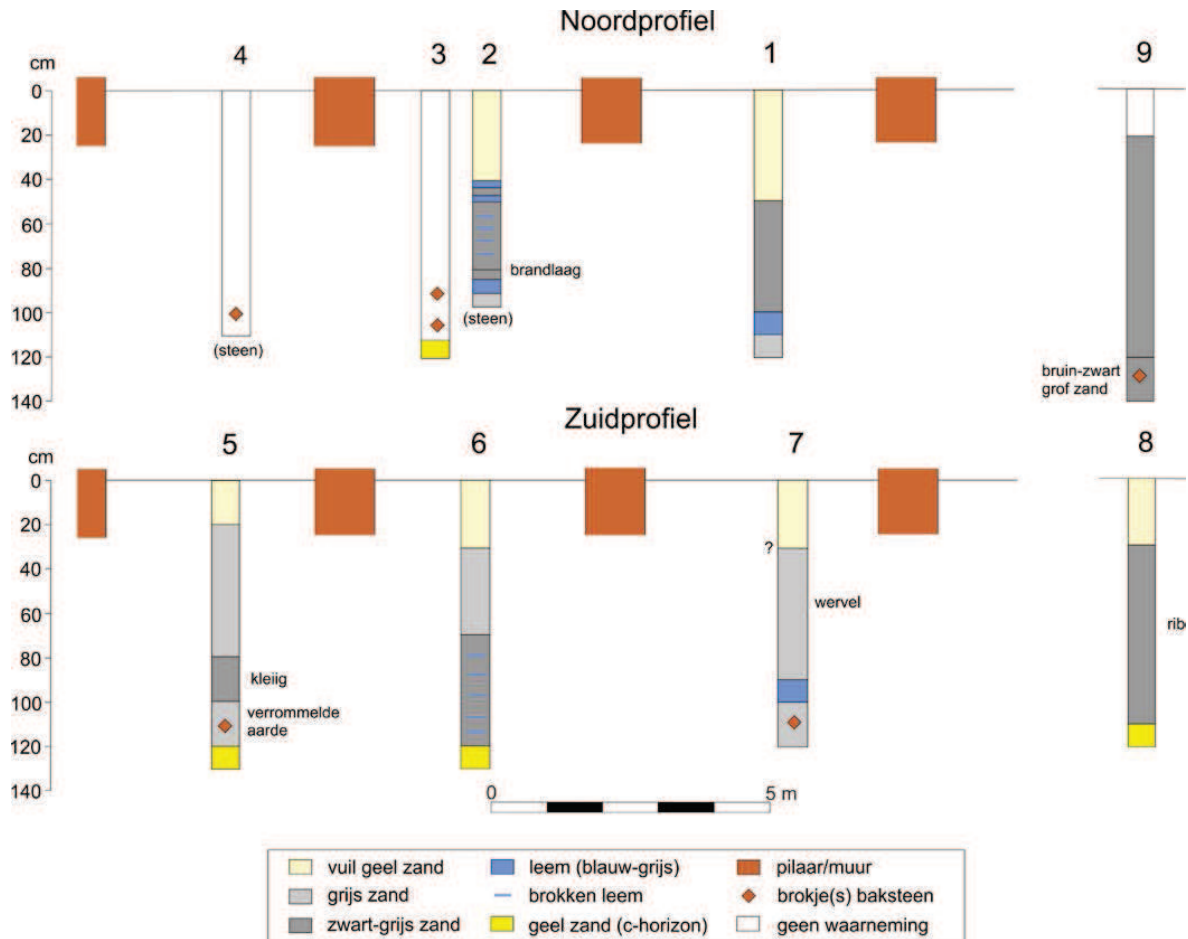 Noordprofiel
4 3 2 1 9
cm
0
20
40
60
80
100
120
140
brandlaag
(steen)
(steen)
bruin-zwart
grof zand
Zuidprofiel
5 6 7 8
cm
0
20
40
60
80
100
120
140
?
wervel
kleiig
verrommelde
aarde
0 5 m
vuil geel zand
leem (blauw-grijs)
pilaar/muur
grijs zand
brokken leem
brokje(s) baksteen
zwart-grijs zand
geel zand (c-horizon)
geen waarneming